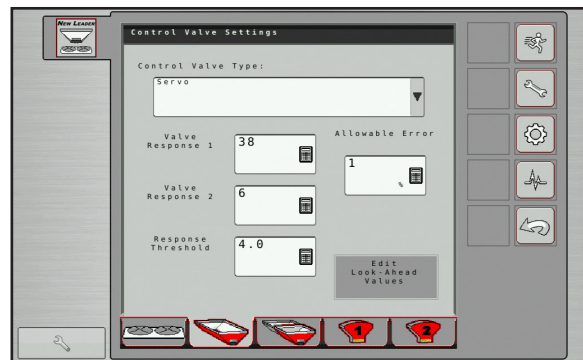 NEW LEADER
Control Valve Settings
Control Valve Type:
Servo
Valve
Response 1
38
Allowable Error
1
%
Valve
Response 2
6
Response
Threshold
4.0
Edit
Look-Ahead
Values
1
2